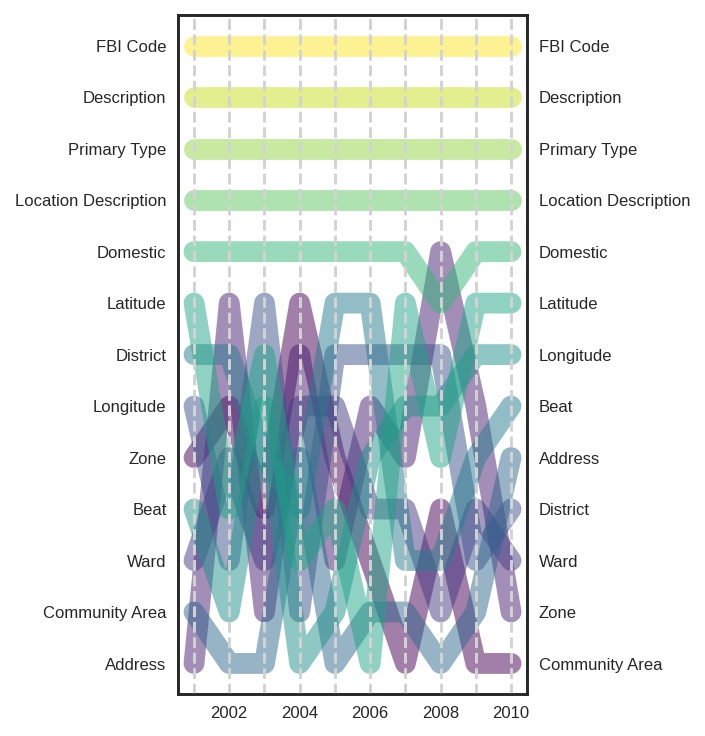 FBI Code FBI Code
Description Description
Primary Type Primary Type
Location Description Location Description
Domestic Domestic
Latitude Latitude
District Longitude
Longitude Beat
Zone Address
Beat District
Ward Ward
Community Area Zone
Address Community Area
2002 2004 2006 2008 2010